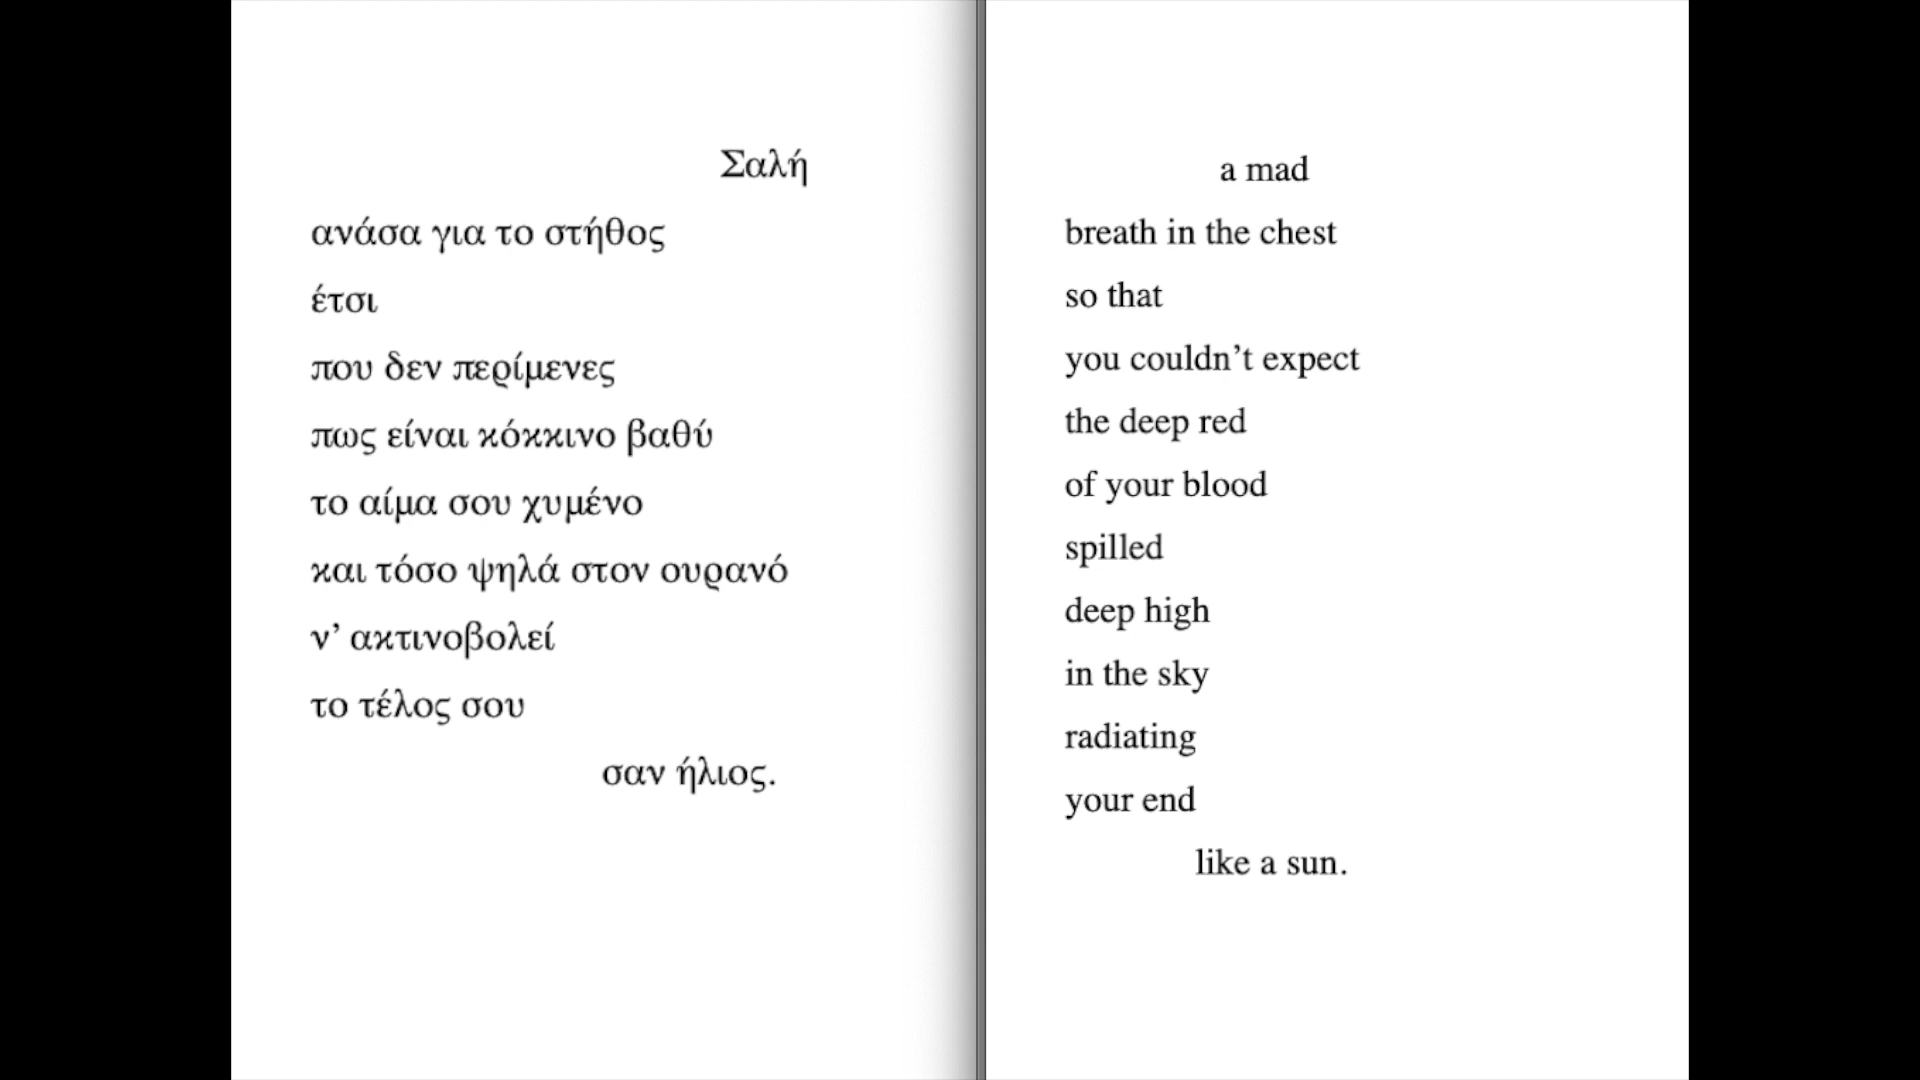 Σαλή
ανάσα για το στήθος
έτσι
που δεν περίμενες
πως είναι κόκκινο βαθύ
το αίμα σου χυμένο
και τόσο ψηλά στον ουρανό
ν’ ακτινοβολεί
το τέλος σου
σαν ήλιος.
a mad
breath in the chest
so that
you couldn’t expect
the deep red
of your blood
spilled
deep high
in the sky
radiating
your end
like a sun.